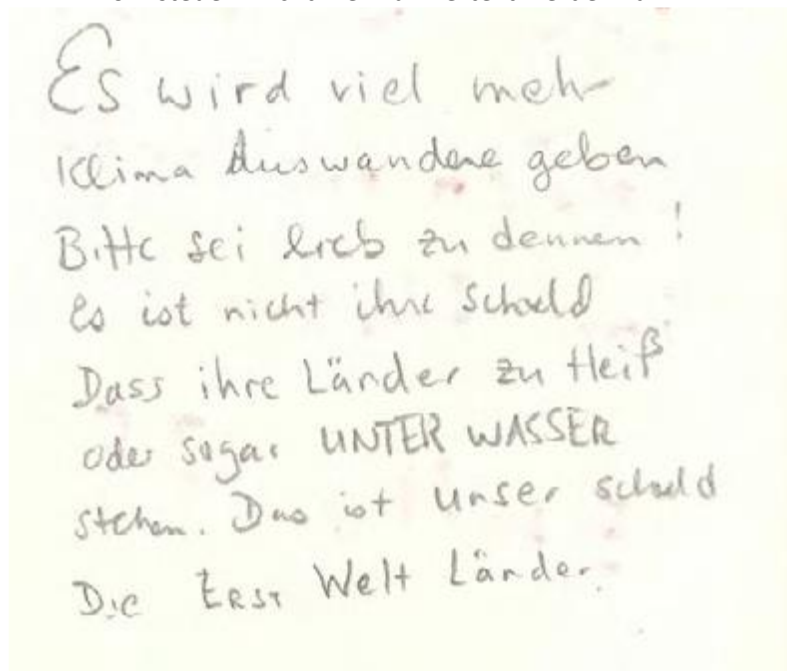 Es wird viel mehr
Klima Auswandere geben
Bitte sei lieb zu dennen!
es ist nicht ihre Schuld
Dass ihre Länder zu Heiß
oder sogar UNTER WASSER
stehen. Das ist unser schuld
Die Erst Welt Länder.